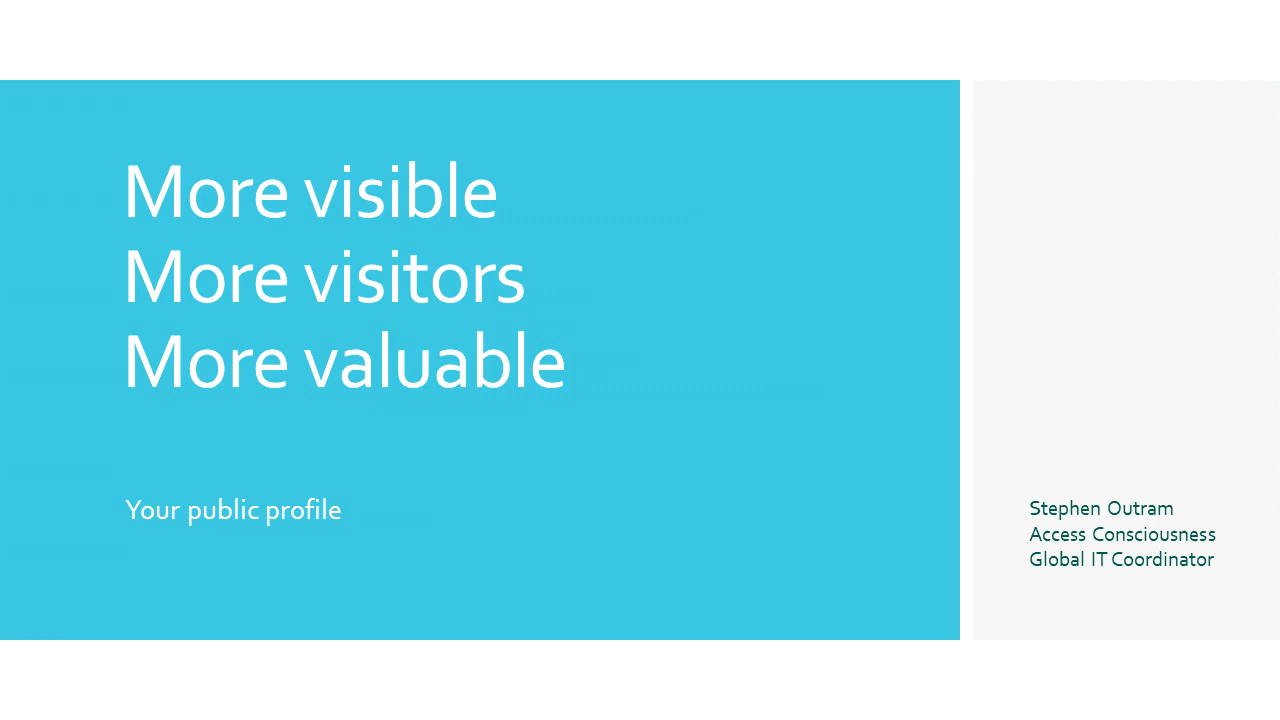 More visible
More visitors
More valuable
Your public profile
Stephen Outram
Access Consciousness
Global IT Coordinator